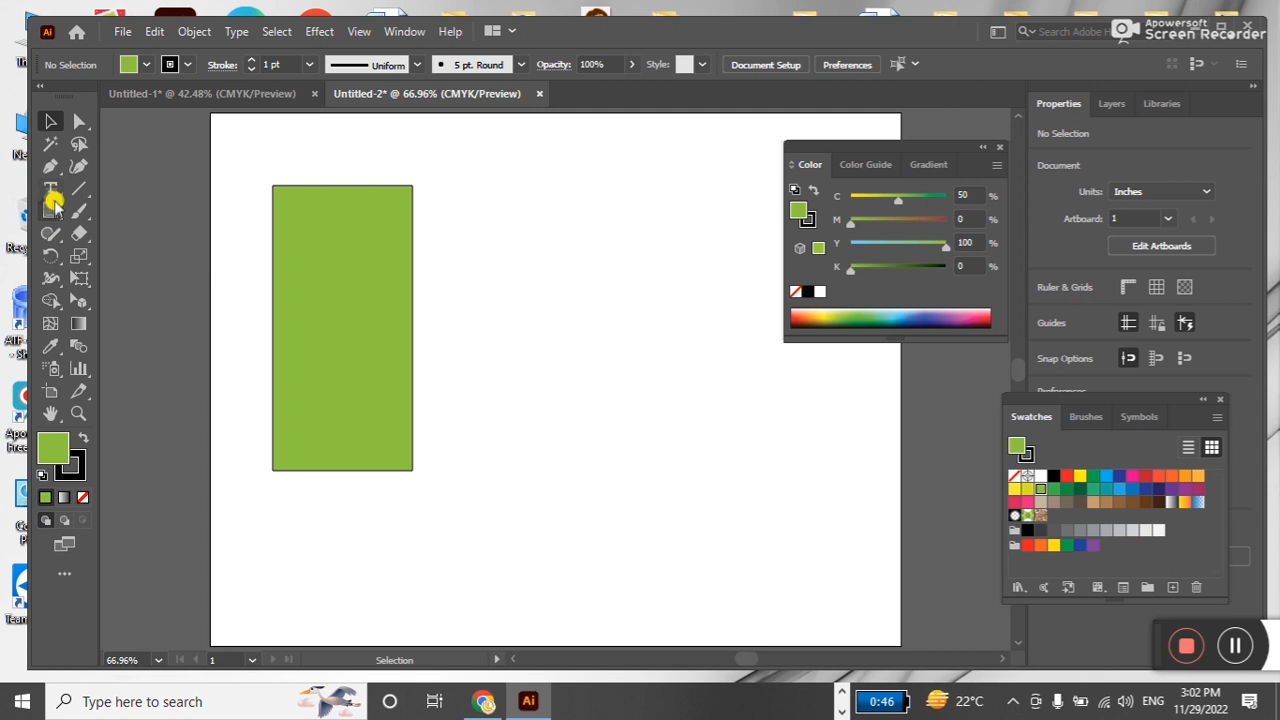 Apowersoft
Screen Recorder
Ai
File
Edit
Object
Type
Select
Effect
View
Window
Help
Search Adobe
No Selection
Stroke:
1 pt
Uniform
5 pt. Round
Opacity:
100%
Style:
Document Setup
Preferences
Untitled-1* @ 42.48% (CMYK/Preview)
Untitled-2* @ 66.96% (CMYK/Preview)
Properties
Layers
Libraries
No Selection
Document
Units:
Inches
Artboard:
1
Edit Artboards
Ruler & Grids
Guides
Snap Options
Color
Color Guide
Gradient
C
50
%
M
0
%
Y
100
%
K
0
%
Swatches
Brushes
Symbols
66.96%
1
Selection
Type here to search
Ai
0:46
22°C
3:02 PM
11/29/2022